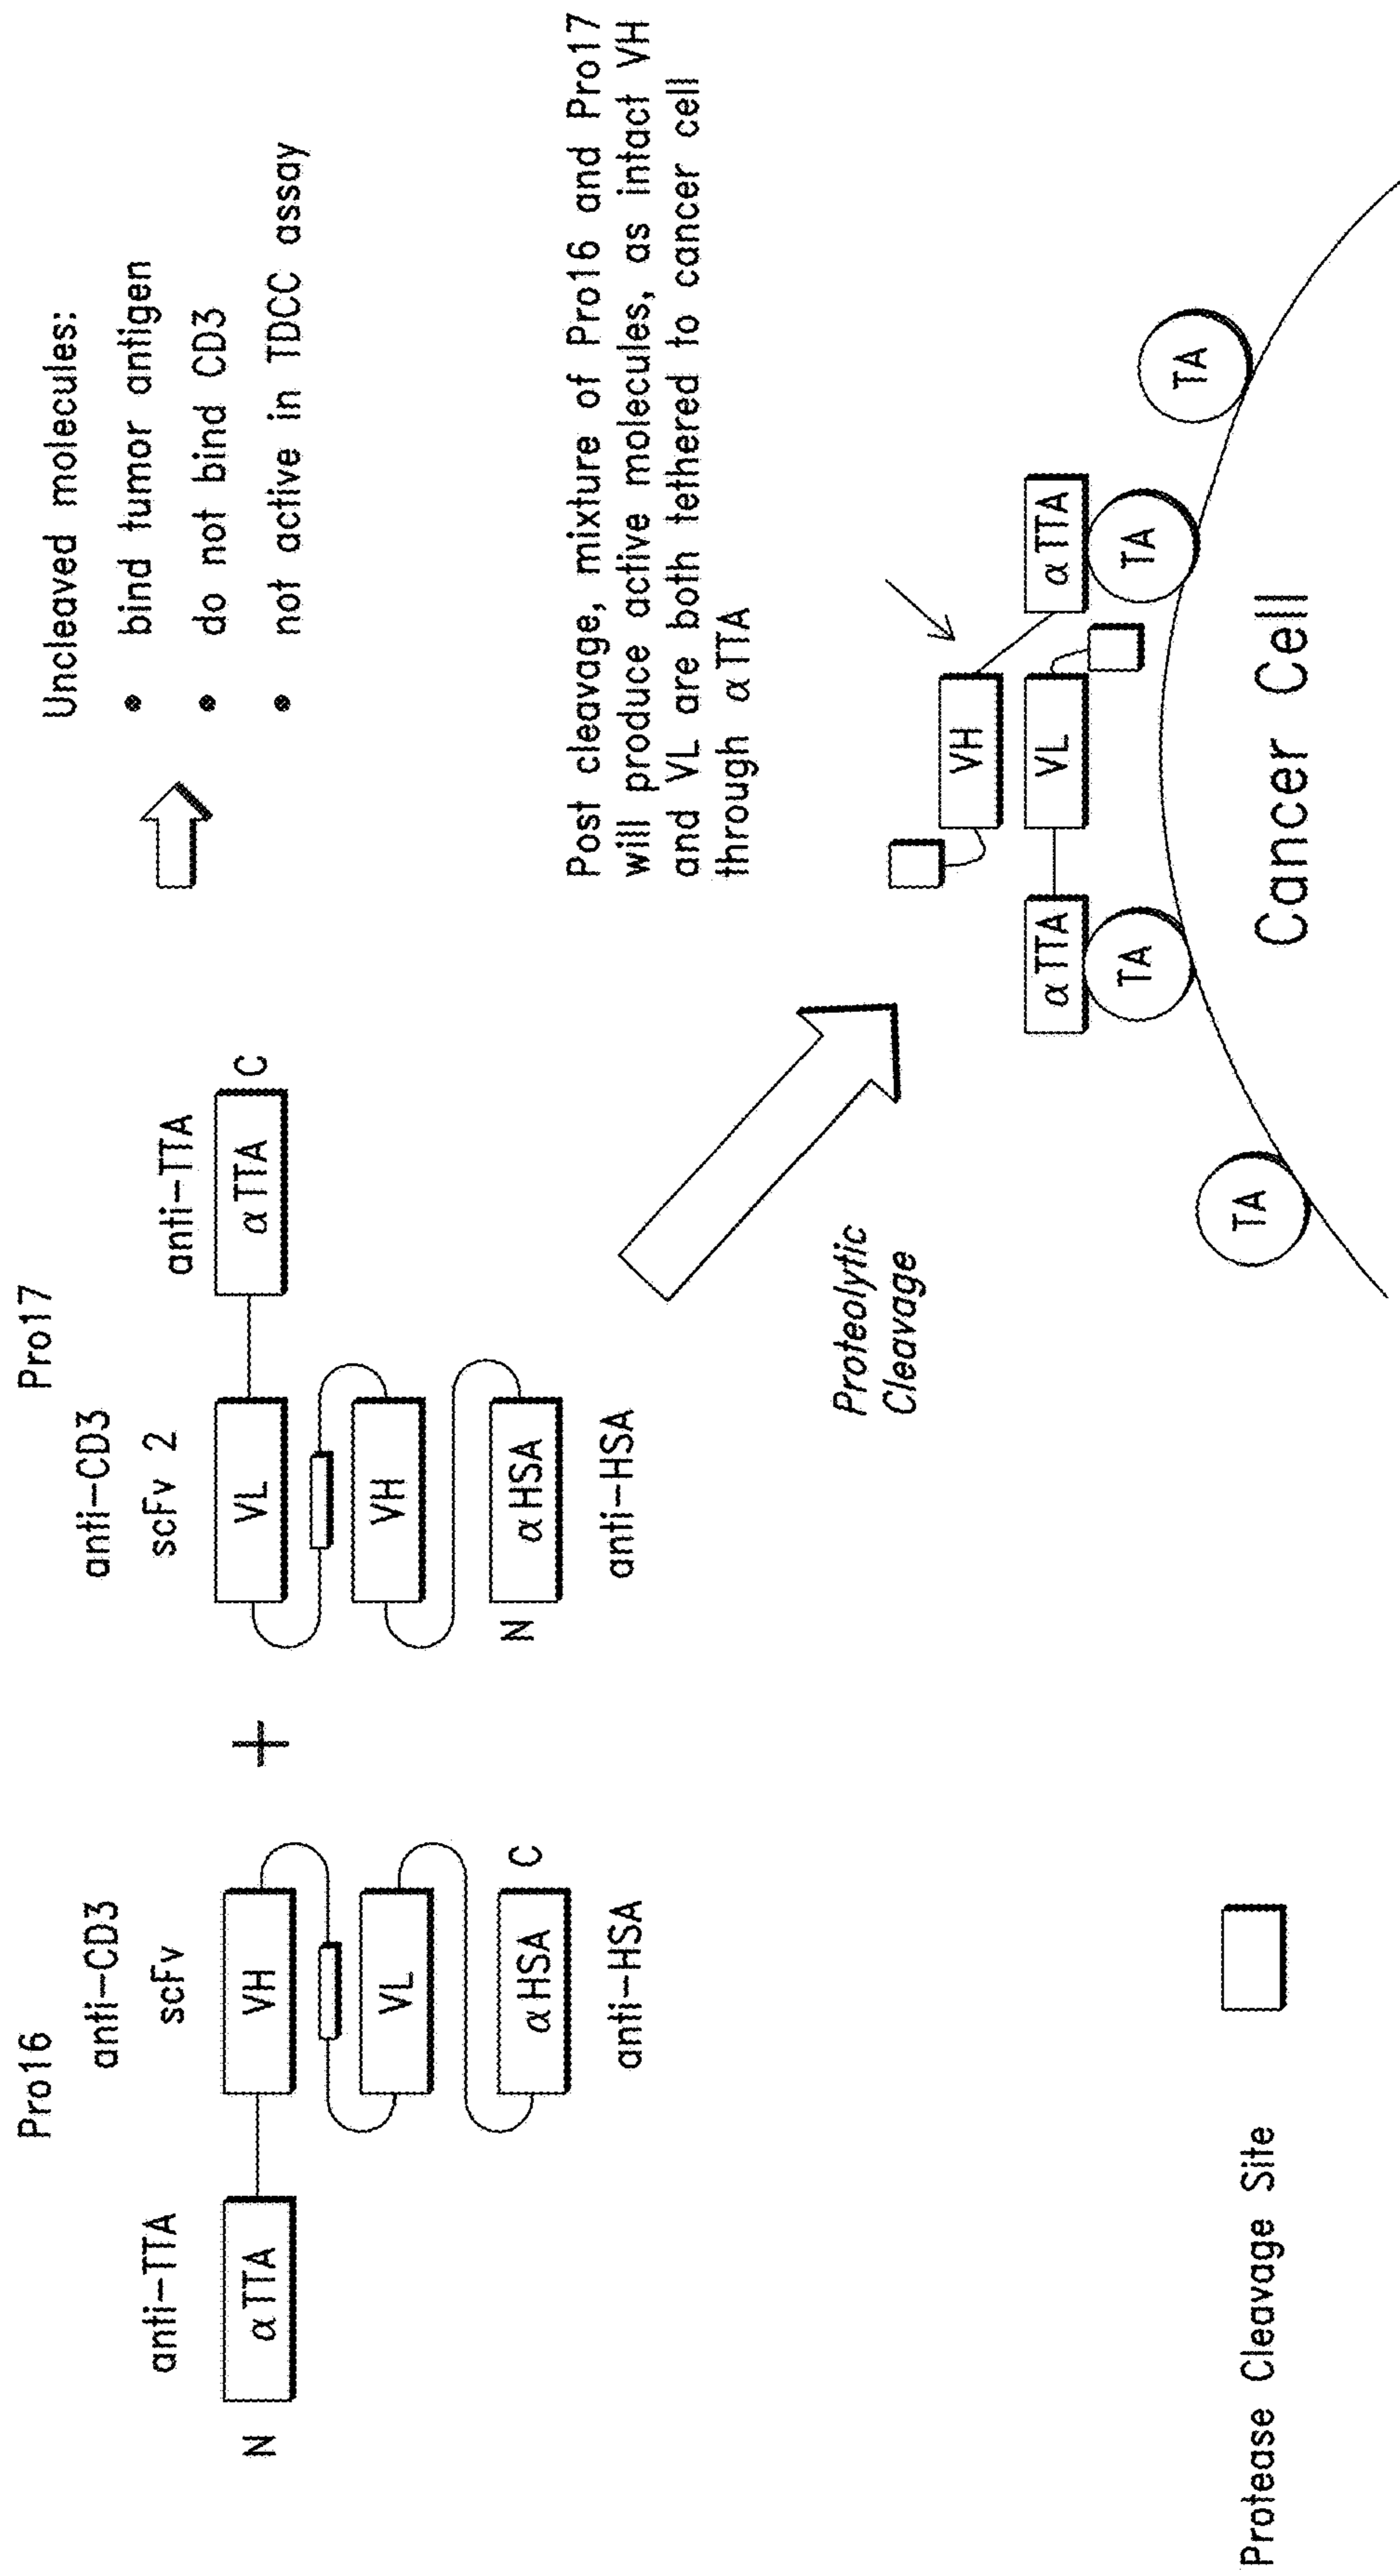 Pro16
anti-CD3
scFv
anti-TTA
N
αTTA
VH
VL
αHSA
C
anti-HSA
+
Pro17
anti-CD3
scFv 2
anti-TTA
VL
αTTA
C
VH
N
αHSA
anti-HSA
Uncleaved molecules:
• bind tumor antigen
• do not bind CD3
• not active in TDCC assay
Post cleavage, mixture of Pro16 and Pro17
will produce active molecules, as intact VH
and VL are both tethered to cancer cell
through αTTA
Proteolytic
Cleavage
VH
αTTA
VL
αTTA
TA
TA
TA
TA
Cancer Cell
Protease Cleavage Site